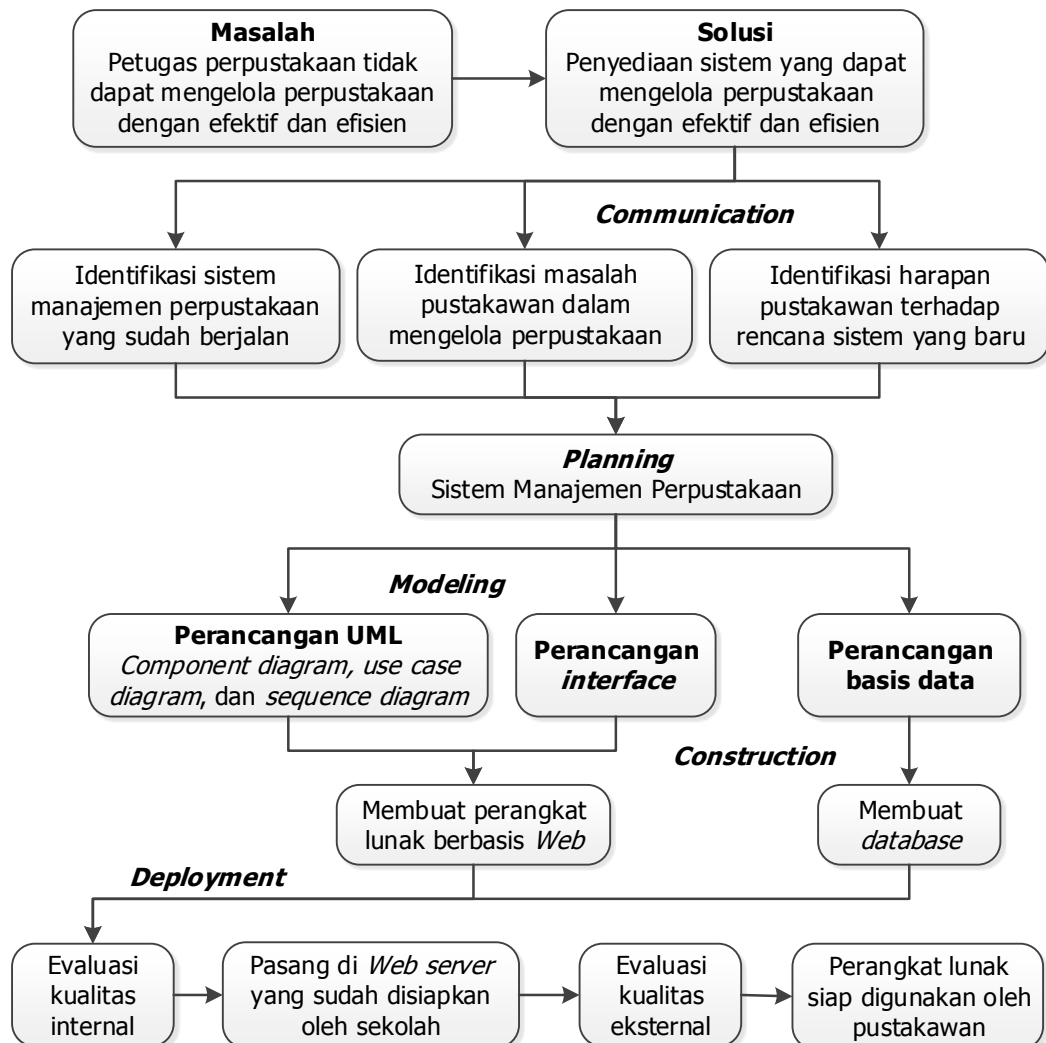 Masalah
Petugas perpustakaan tidak
dapat mengelola perpustakaan
dengan efektif dan efisien
Solusi
Penyediaan sistem yang dapat
mengelola perpustakaan
dengan efektif dan efisien
Communication
Identifikasi sistem
manajemen perpustakaan
yang sudah berjalan
Identifikasi masalah
pustakawan dalam
mengelola perpustakaan
Identifikasi harapan
pustakawan terhadap
rencana sistem yang baru
Planning
Sistem Manajemen Perpustakaan
Modeling
Perancangan UML
Component diagram, use case
diagram, dan sequence diagram
Perancangan
interface
Perancangan
basis data
Construction
Membuat perangkat
lunak berbasis Web
Membuat
database
Deployment
Evaluasi
kualitas
internal
Pasang di Web server
yang sudah disiapkan
oleh sekolah
Evaluasi
kualitas
eksternal
Perangkat lunak
siap digunakan oleh
pustakawan